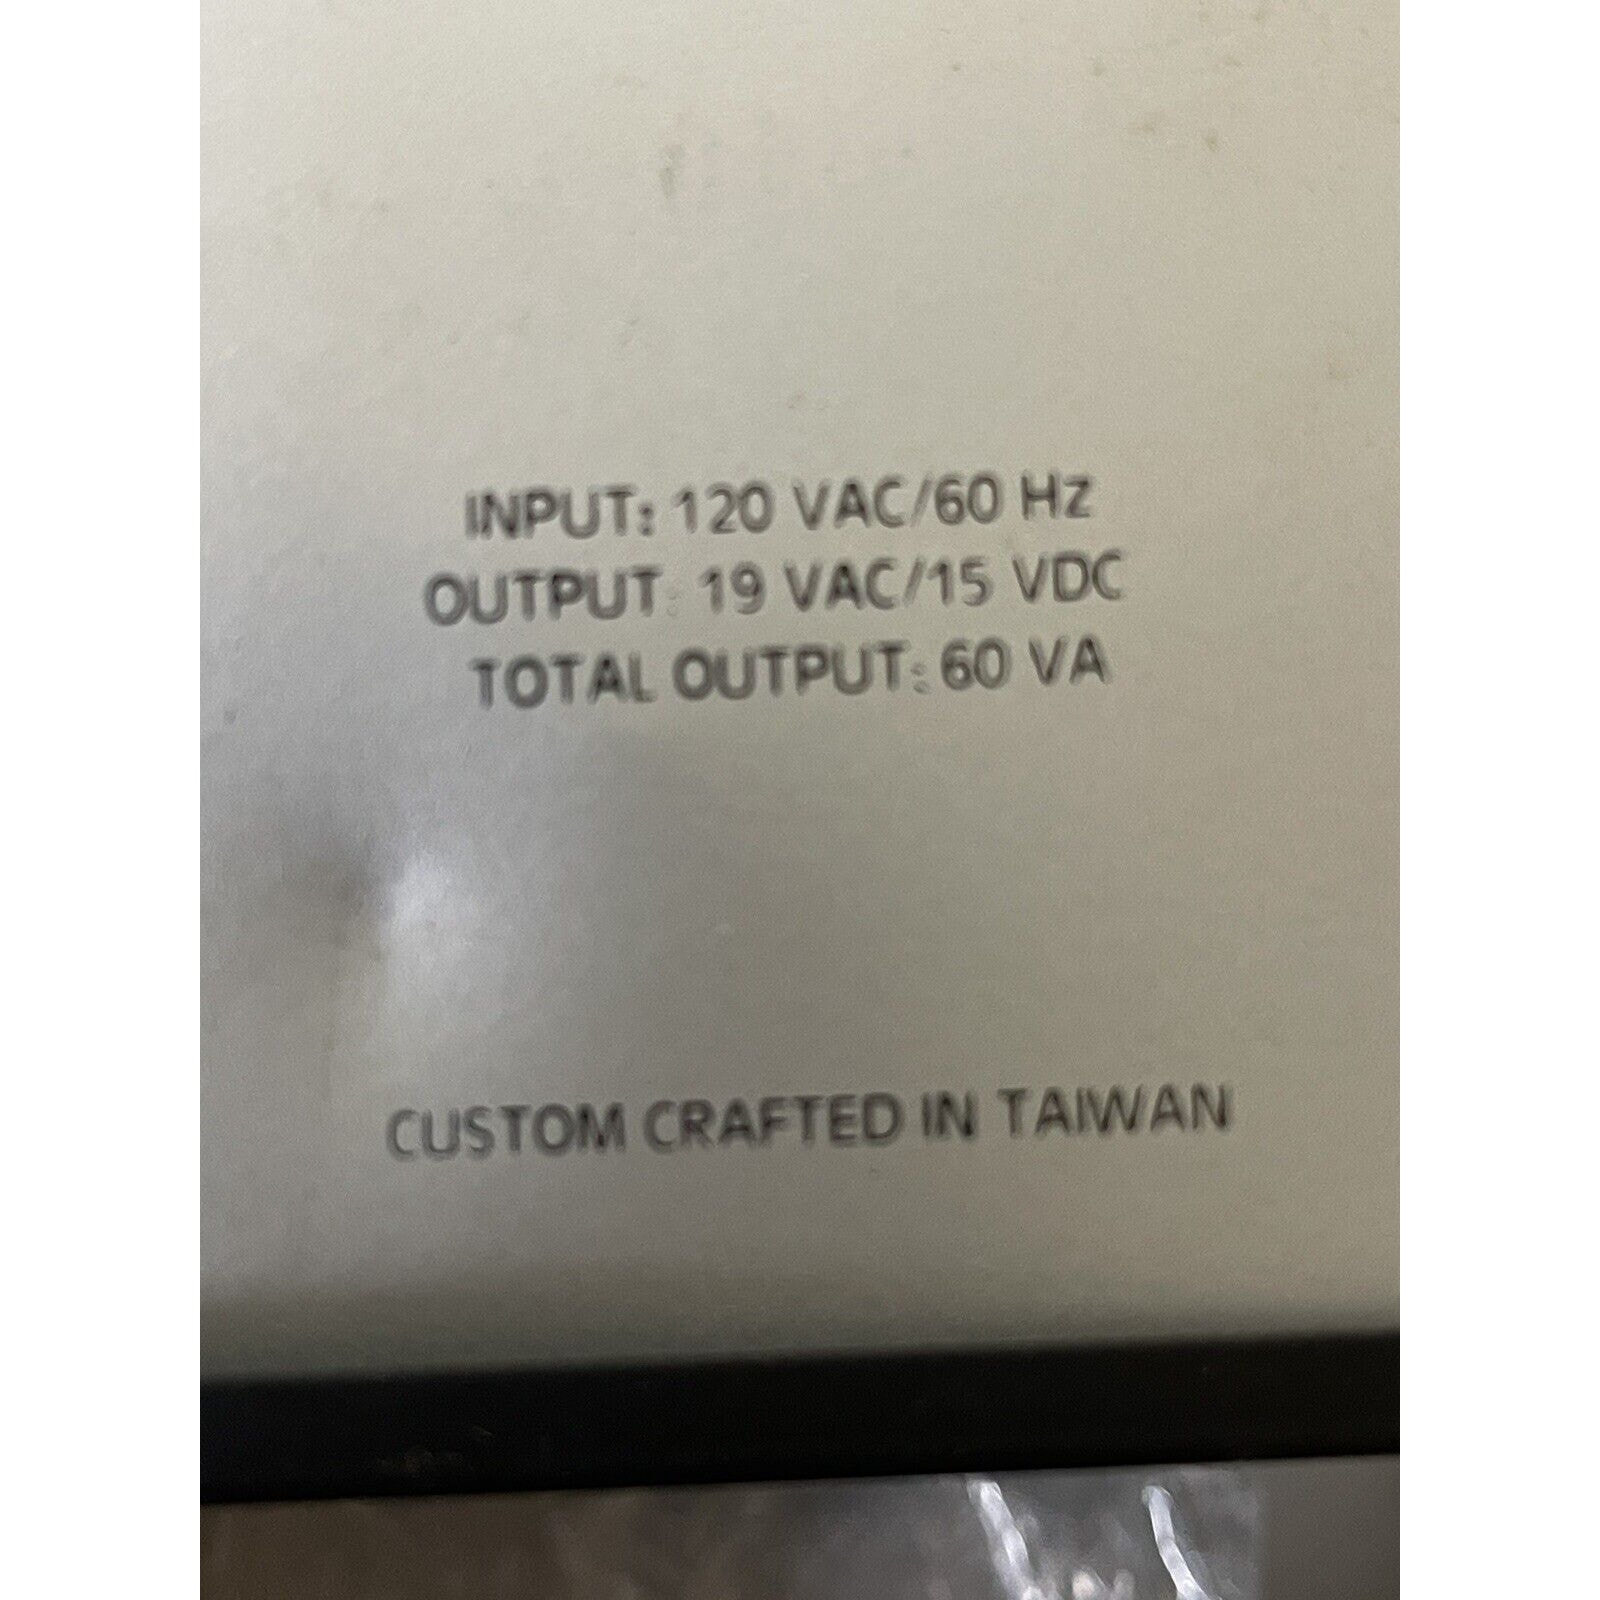 INPUT: 120 VAC/60 Hz
OUTPUT: 19 VAC/15 VDC
TOTAL OUTPUT: 60 VA
CUSTOM CRAFTED IN TAIWAN